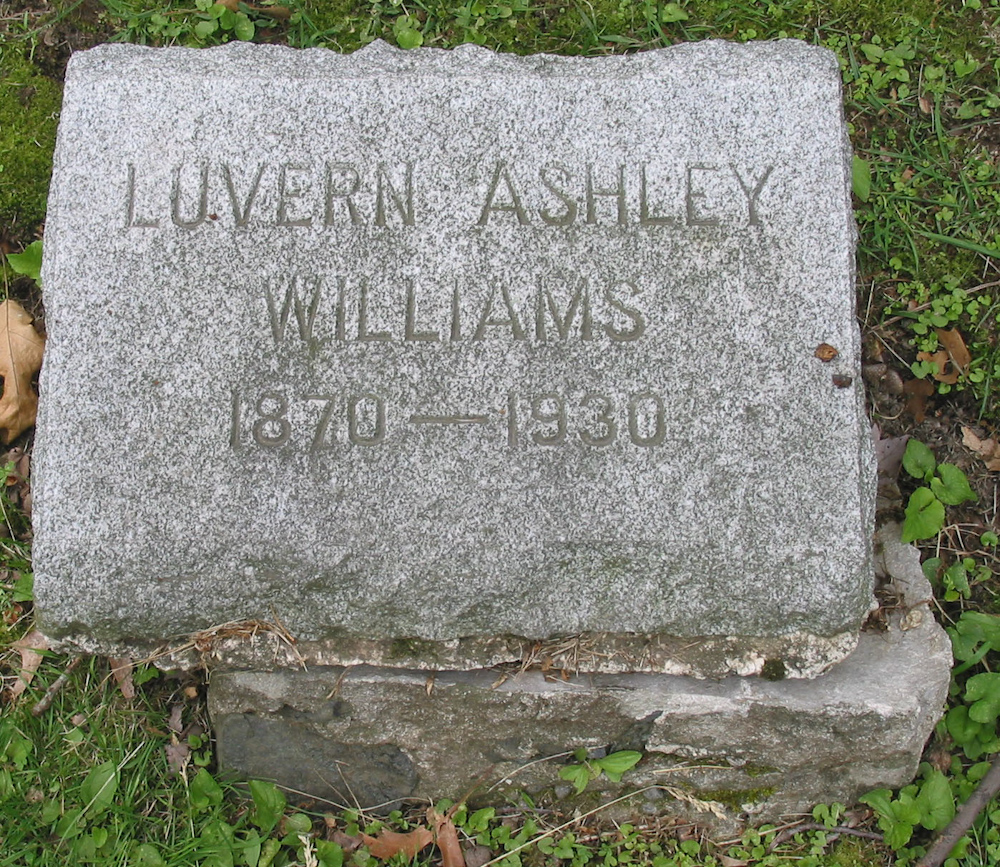 LUVERN ASHLEY
WILLIAMS
1870 — 1930